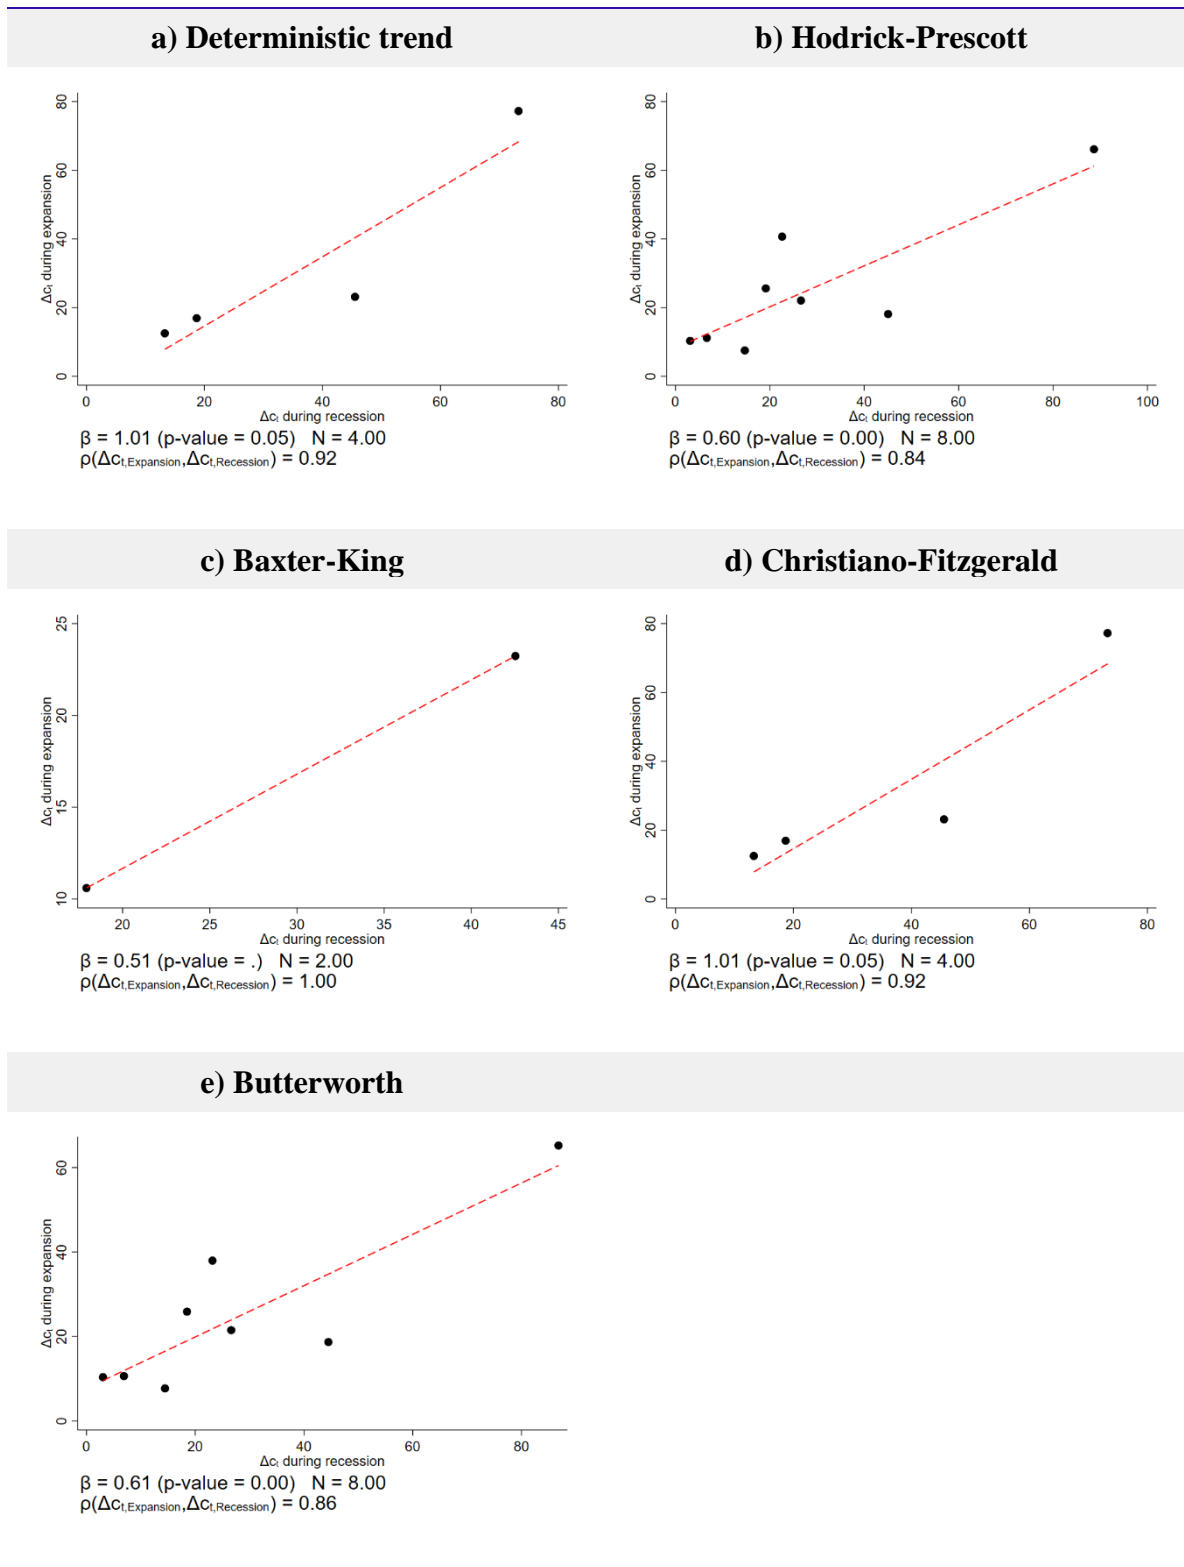 a) Deterministic trend
b) Hodrick-Prescott
80
60
40
20
0
Δcₜ during expansion
0 20 40 60 80
Δcₜ during recession
β = 1.01 (p-value = 0.05) N = 4.00
ρ(Δcₜ,Expansion,Δcₜ,Recession) = 0.92
80
60
40
20
0
Δcₜ during expansion
0 20 40 60 80 100
Δcₜ during recession
β = 0.60 (p-value = 0.00) N = 8.00
ρ(Δcₜ,Expansion,Δcₜ,Recession) = 0.84
c) Baxter-King
d) Christiano-Fitzgerald
25
20
15
10
Δcₜ during expansion
20 25 30 35 40 45
Δcₜ during recession
β = 0.51 (p-value = .) N = 2.00
ρ(Δcₜ,Expansion,Δcₜ,Recession) = 1.00
80
60
40
20
0
Δcₜ during expansion
0 20 40 60 80
Δcₜ during recession
β = 1.01 (p-value = 0.05) N = 4.00
ρ(Δcₜ,Expansion,Δcₜ,Recession) = 0.92
e) Butterworth
60
40
20
0
Δcₜ during expansion
0 20 40 60 80
Δcₜ during recession
β = 0.61 (p-value = 0.00) N = 8.00
ρ(Δcₜ,Expansion,Δcₜ,Recession) = 0.86